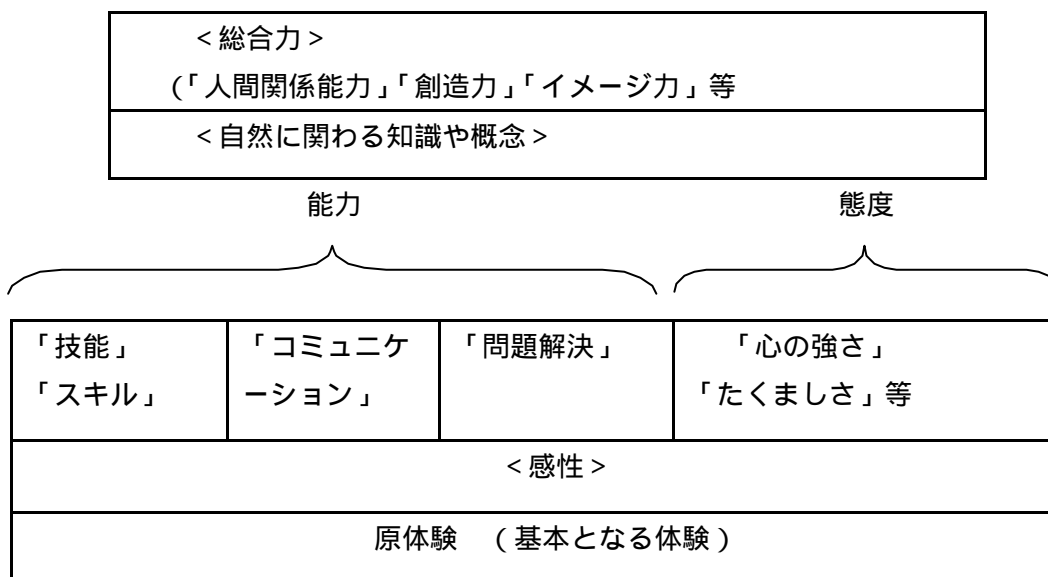 <総合力>
(「人間関係能力」「創造力」「イメージ力」等
<自然に関わる知識や概念>
能力 態度
「技能」
「スキル」
「コミュニケ
ーション」
「問題解決」
「心の強さ」
「たくましさ」等
<感性>
原体験 (基本となる体験)